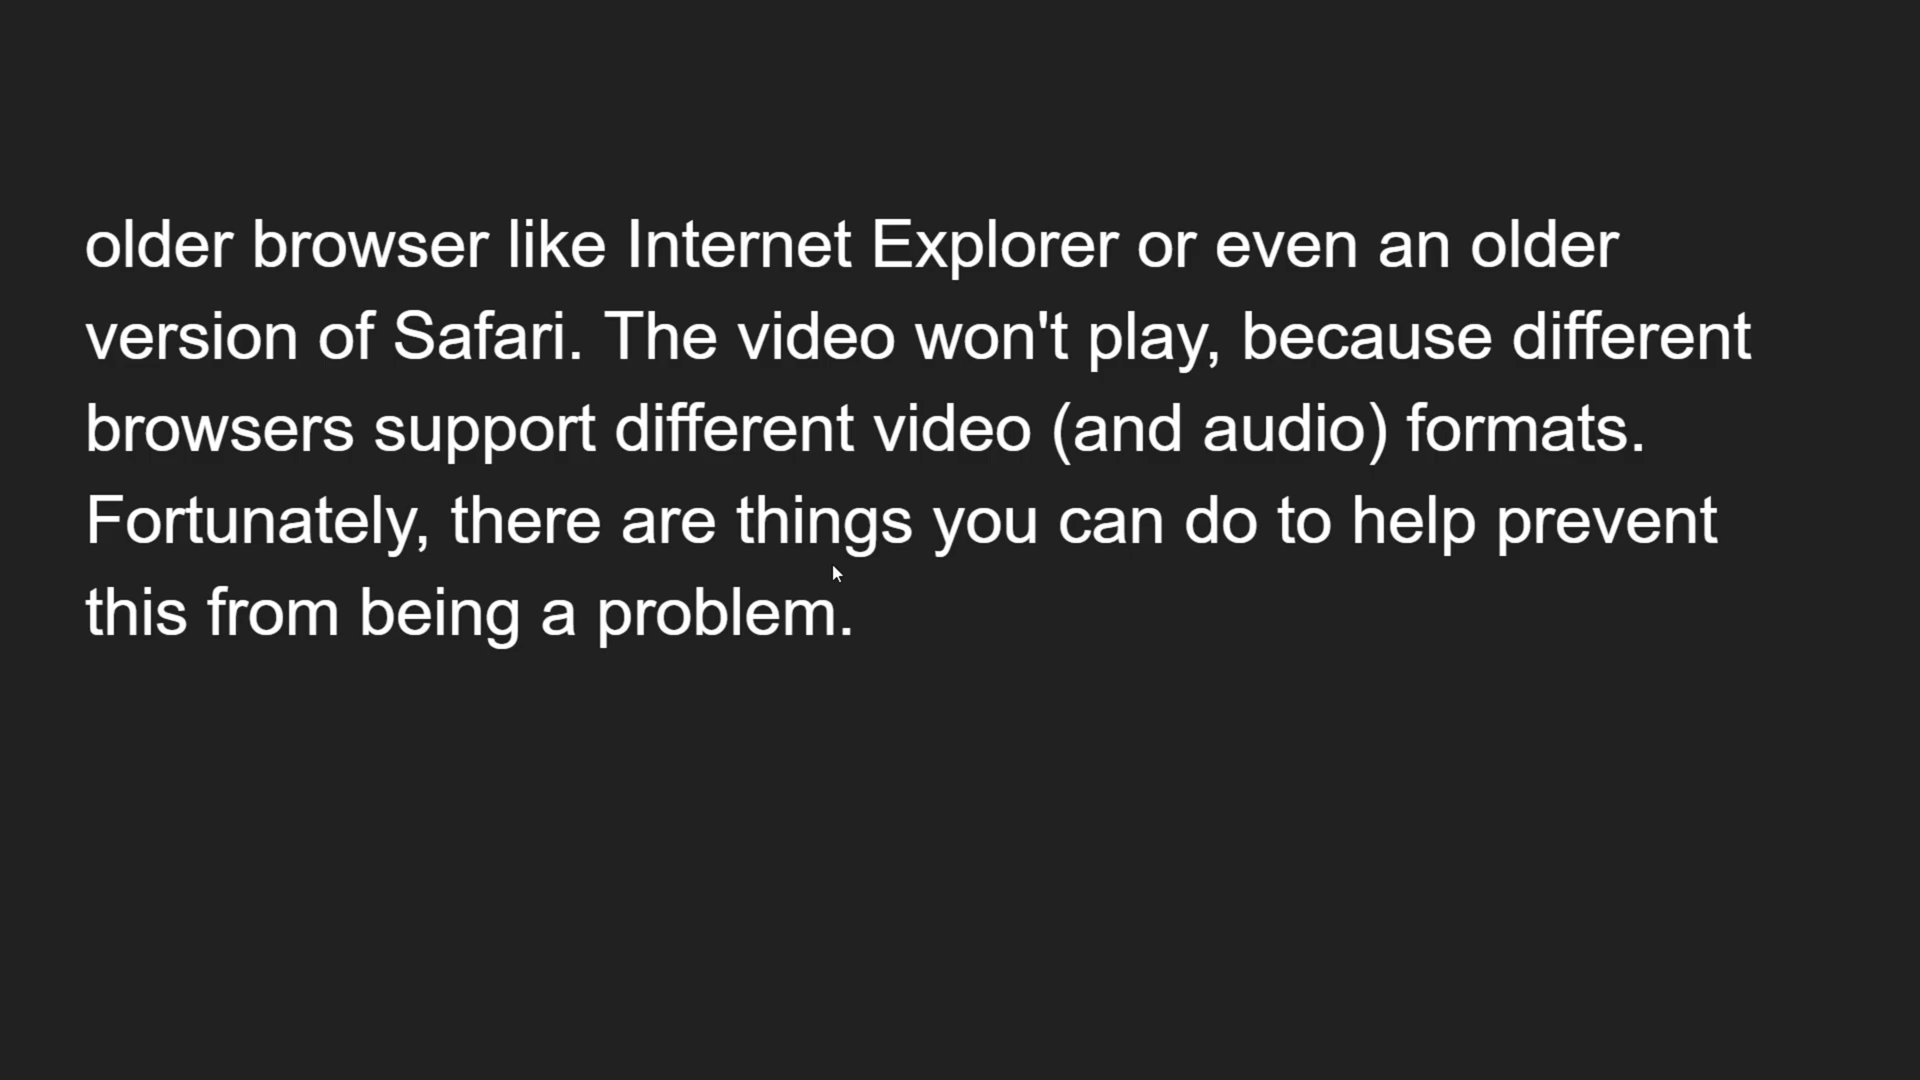 older browser like Internet Explorer or even an older
version of Safari. The video won't play, because different
browsers support different video (and audio) formats.
Fortunately, there are things you can do to help prevent
this from being a problem.